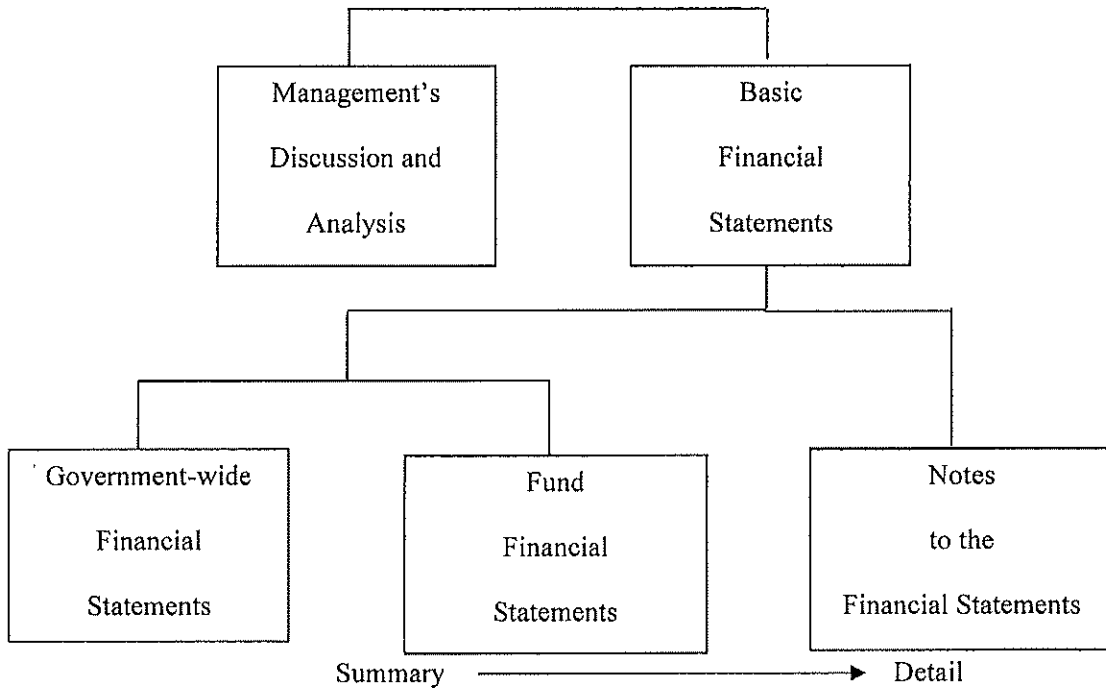 Management's
Discussion and
Analysis
Basic
Financial
Statements
Government-wide
Financial
Statements
Fund
Financial
Statements
Notes
to the
Financial Statements
Summary
Detail